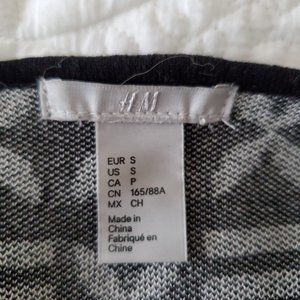 H&M
EUR S
US S
CA P
CN 165/88A
MX CH
Made in
China
Fabriqué en
Chine